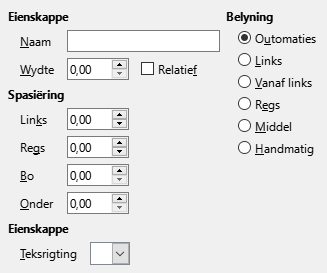 Eienskappe
Naam
Wydte 0,00 Relatief
Spasiëring
Links 0,00
Regs 0,00
Bo 0,00
Onder 0,00
Eienskappe
Teksrigting
Belyning
Outomaties
Links
Vanaf links
Regs
Middel
Handmatig